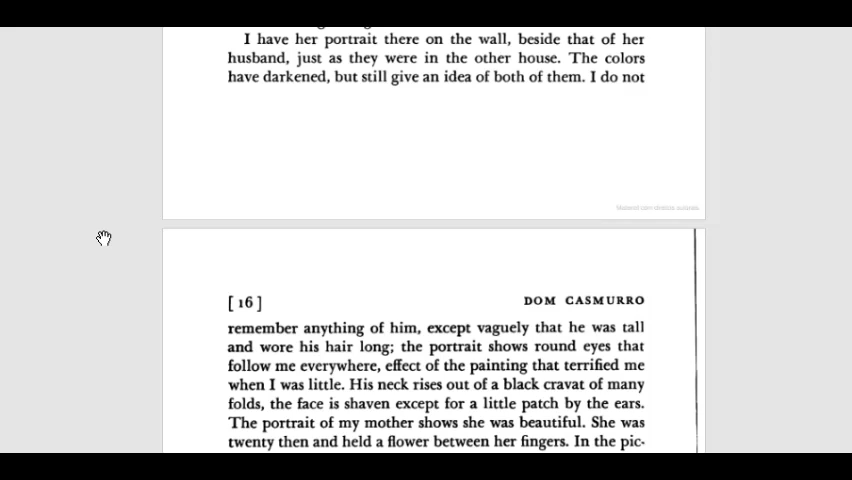 I have her portrait there on the wall, beside that of her
husband, just as they were in the other house. The colors
have darkened, but still give an idea of both of them. I do not
[ 16 ]
DOM CASMURRO
remember anything of him, except vaguely that he was tall
and wore his hair long; the portrait shows round eyes that
follow me everywhere, effect of the painting that terrified me
when I was little. His neck rises out of a black cravat of many
folds, the face is shaven except for a little patch by the ears.
The portrait of my mother shows she was beautiful. She was
twenty then and held a flower between her fingers. In the pic-